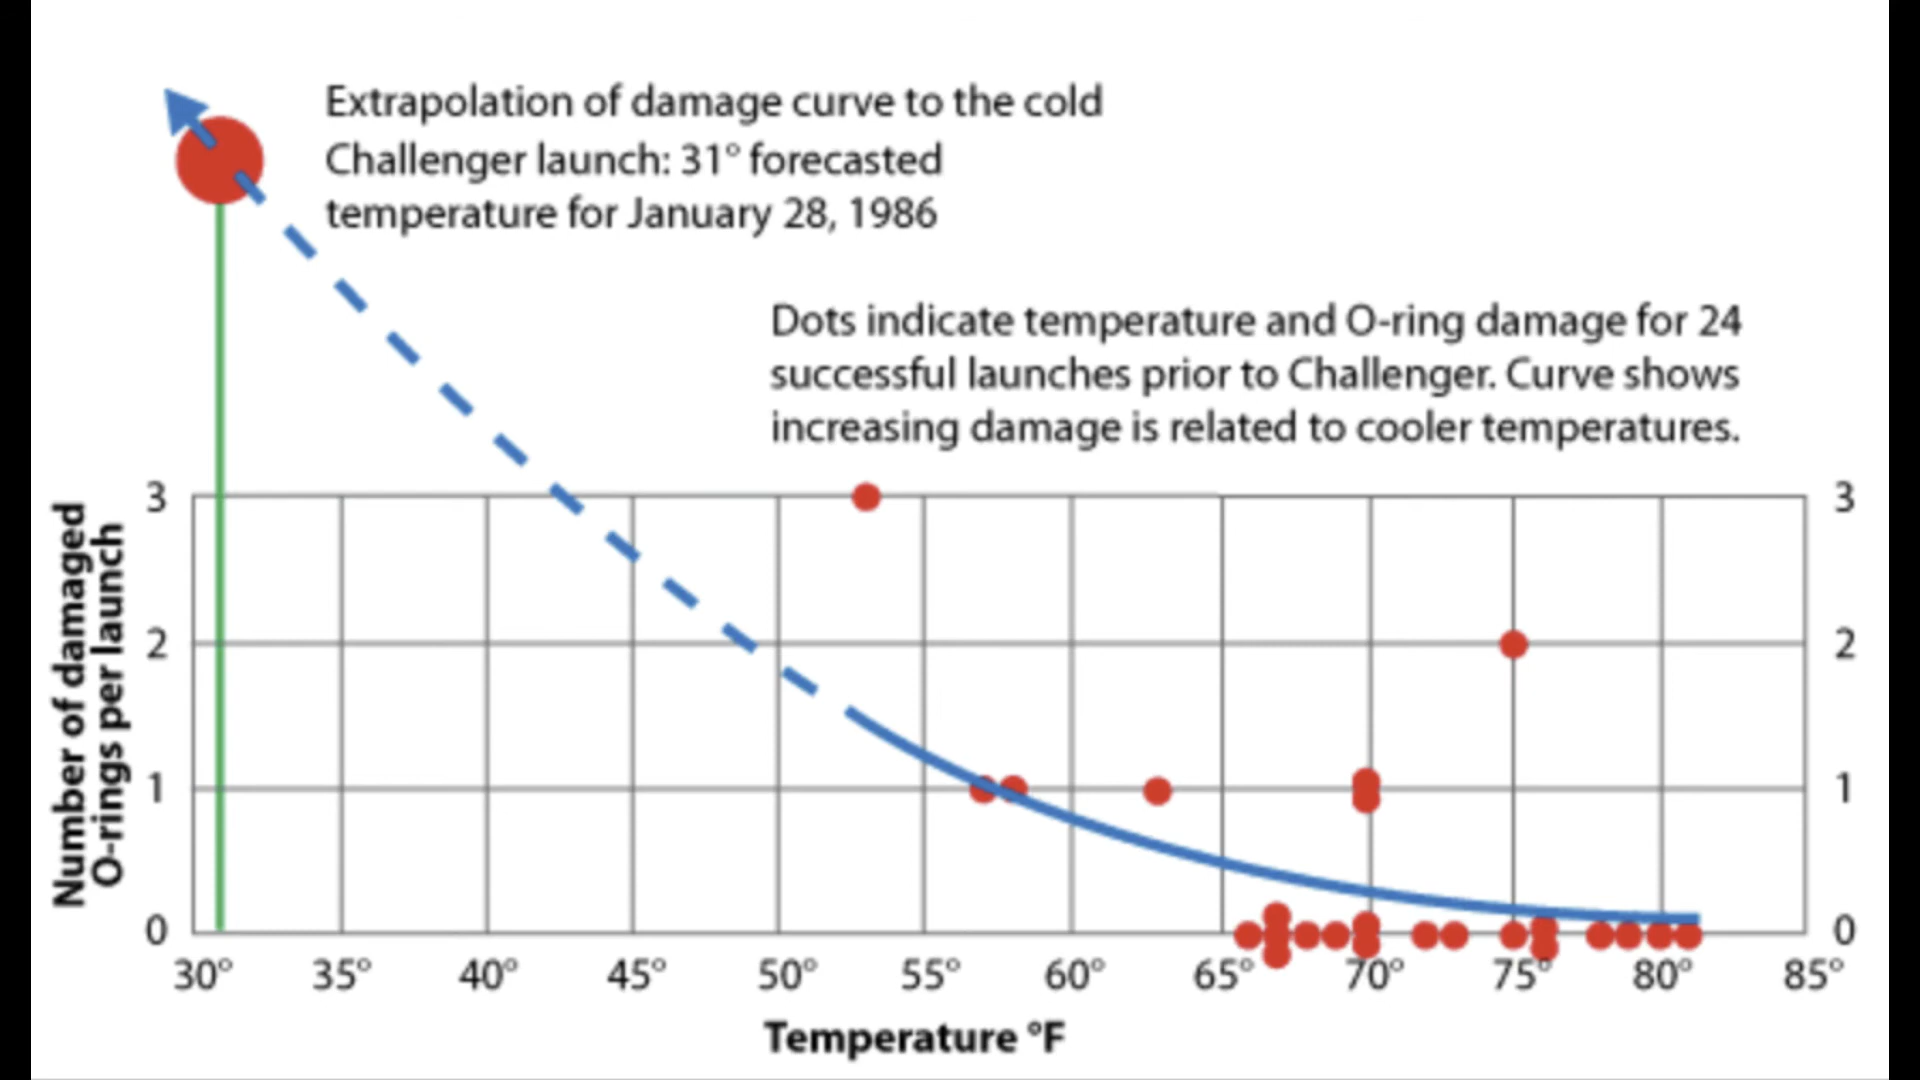 Extrapolation of damage curve to the cold
Challenger launch: 31° forecasted
temperature for January 28, 1986
Dots indicate temperature and O-ring damage for 24
successful launches prior to Challenger. Curve shows
increasing damage is related to cooler temperatures.
Number of damaged
O-rings per launch
3 3
2 2
1 1
0 0
30° 35° 40° 45° 50° 55° 60° 65° 70° 75° 80° 85°
Temperature °F